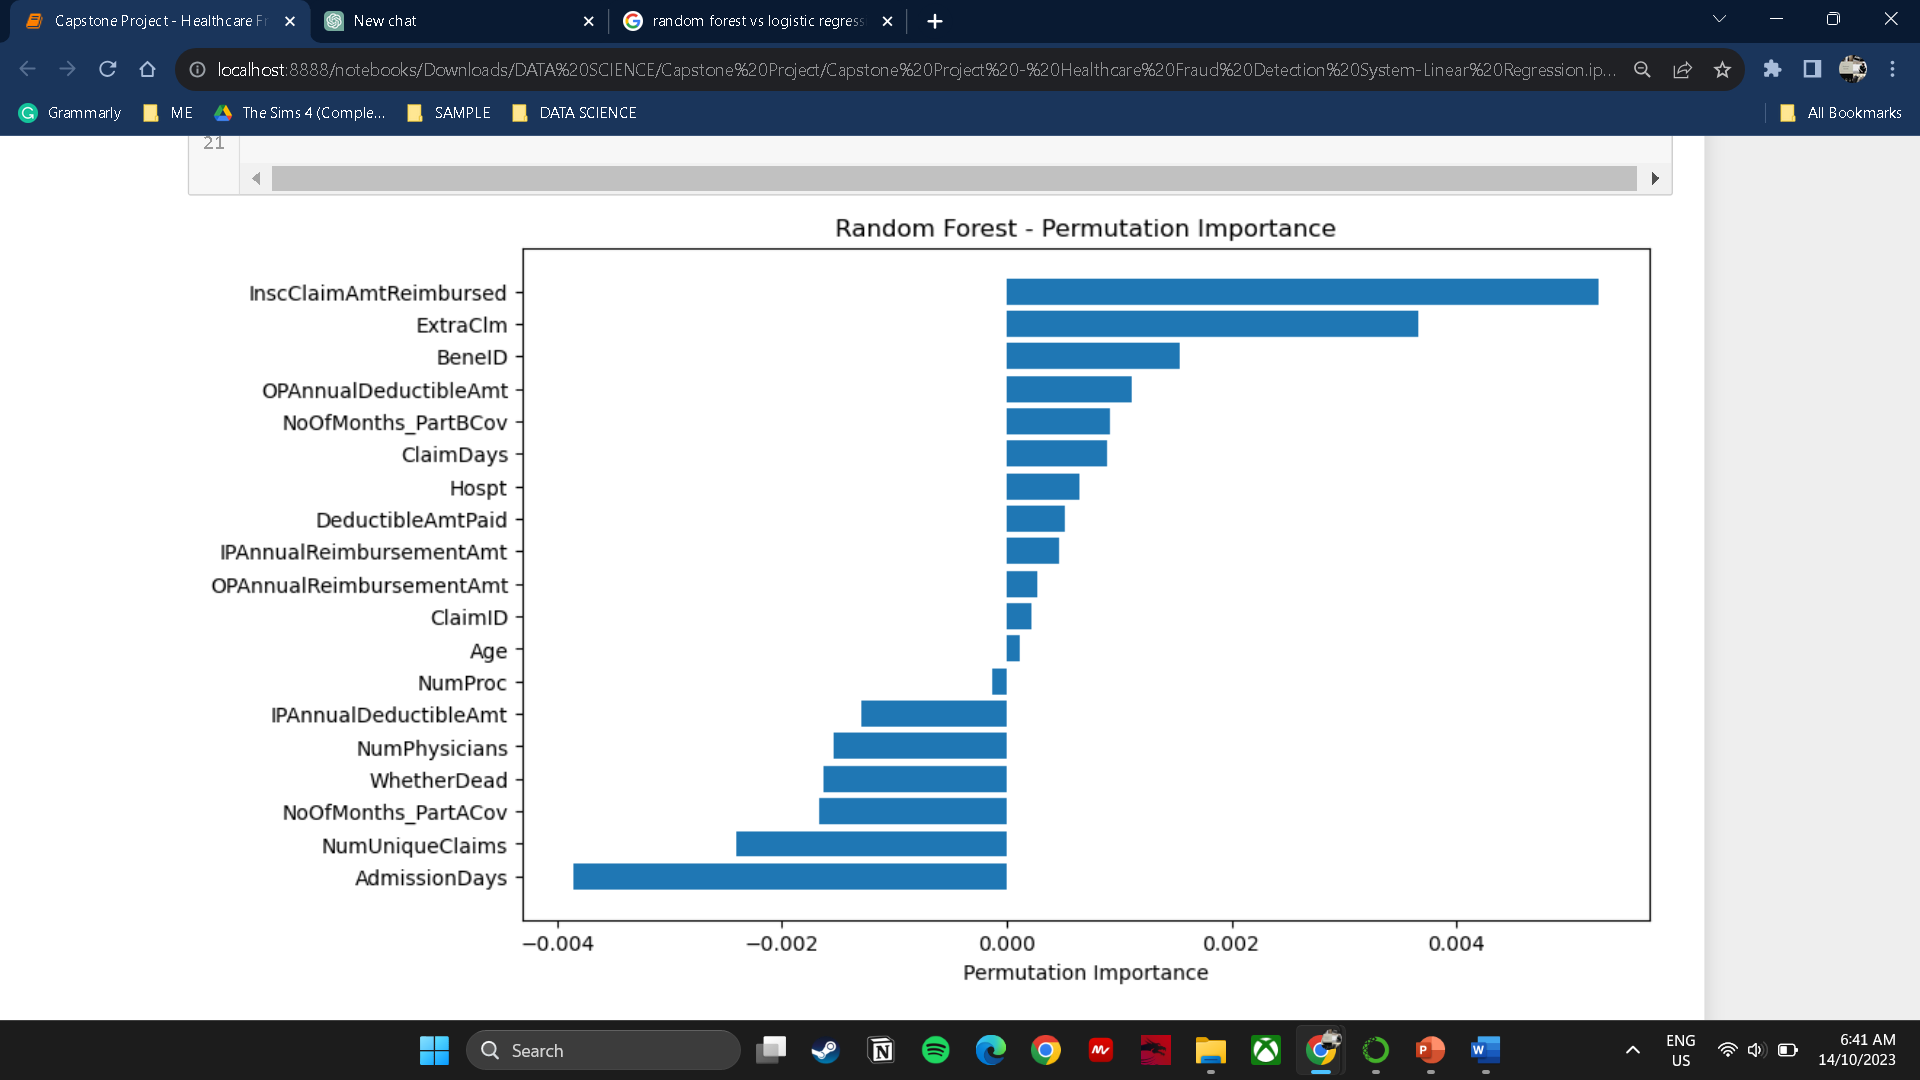 Capstone Project - Healthcare Fr
New chat
random forest vs logistic regress
localhost:8888/notebooks/Downloads/DATA%20SCIENCE/Capstone%20Project/Capstone%20Project%20-%20Healthcare%20Fraud%20Detection%20System-Linear%20Regression.ip...
Grammarly
ME
The Sims 4 (Comple...
SAMPLE
DATA SCIENCE
All Bookmarks
21
Random Forest - Permutation Importance
InscClaimAmtReimbursed
ExtraClm
BeneID
OPAnnualDeductibleAmt
NoOfMonths_PartBCov
ClaimDays
Hospt
DeductibleAmtPaid
IPAnnualReimbursementAmt
OPAnnualReimbursementAmt
ClaimID
Age
NumProc
IPAnnualDeductibleAmt
NumPhysicians
WhetherDead
NoOfMonths_PartACov
NumUniqueClaims
AdmissionDays
−0.004 −0.002 0.000 0.002 0.004
Permutation Importance
Search
ENG
US
6:41 AM
14/10/2023